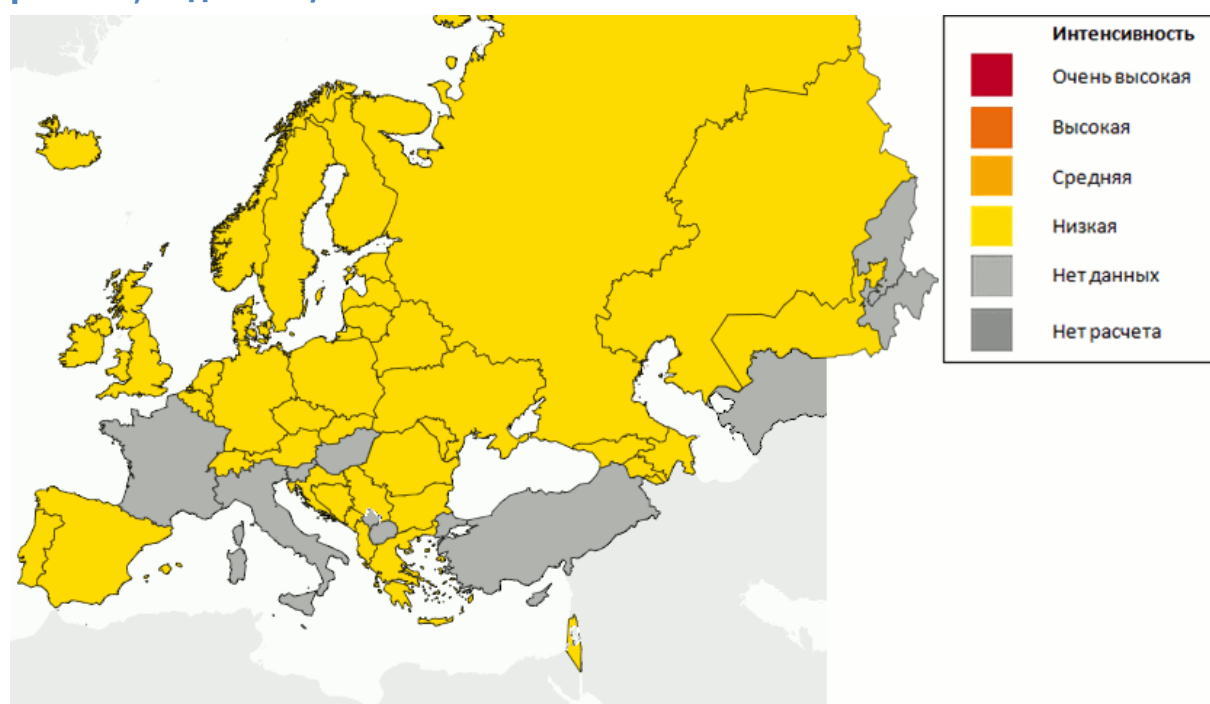 Интенсивность
Очень высокая
Высокая
Средняя
Низкая
Нет данных
Нет расчета